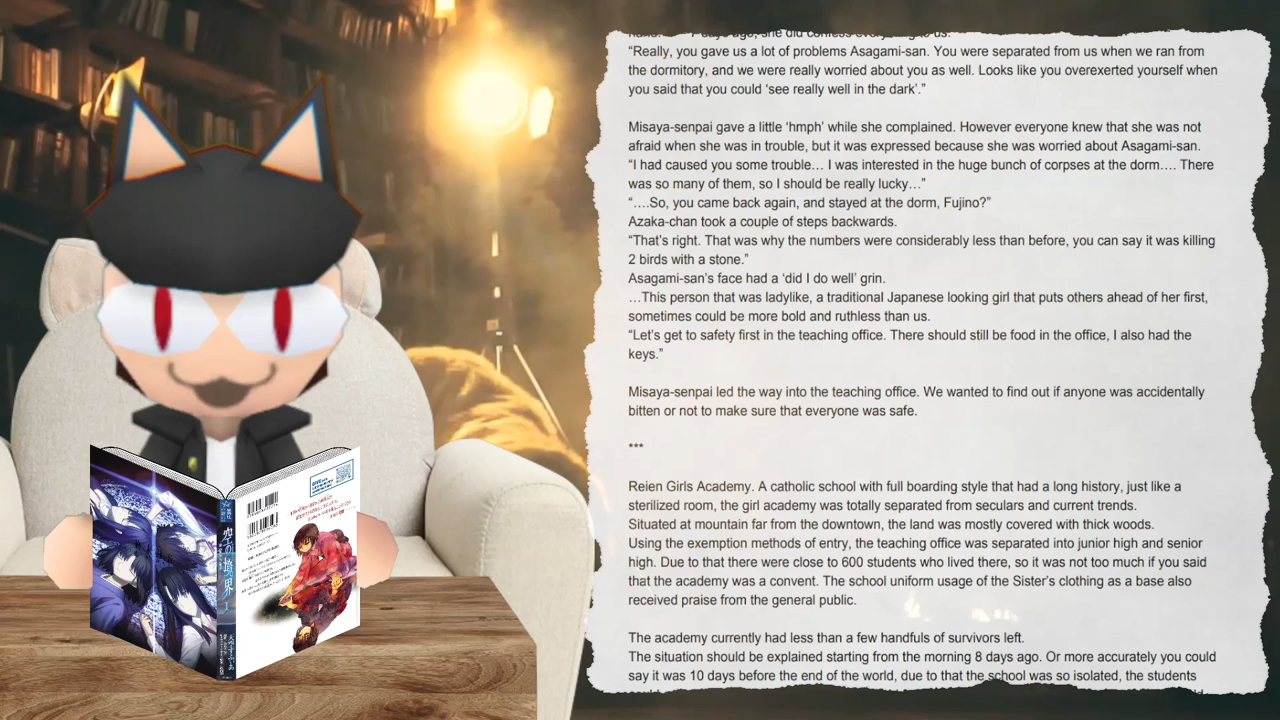 "Really, you gave us a lot of problems Asagami-san. You were separated from us when we ran from
the dormitory, and we were really worried about you as well. Looks like you overexerted yourself when
you said that you could 'see really well in the dark'."
Misaya-senpai gave a little 'hmph' while she complained. However everyone knew that she was not
afraid when she was in trouble, but it was expressed because she was worried about Asagami-san.
"I had caused you some trouble… I was interested in the huge bunch of corpses at the dorm…. There
was so many of them, so I should be really lucky…"
"….So, you came back again, and stayed at the dorm, Fujino?"
Azaka-chan took a couple of steps backwards.
"That's right. That was why the numbers were considerably less than before, you can say it was killing
2 birds with a stone."
Asagami-san's face had a 'did I do well' grin.
…This person that was ladylike, a traditional Japanese looking girl that puts others ahead of her first,
sometimes could be more bold and ruthless than us.
"Let's get to safety first in the teaching office. There should still be food in the office, I also had the
keys."
Misaya-senpai led the way into the teaching office. We wanted to find out if anyone was accidentally
bitten or not to make sure that everyone was safe.
***
Reien Girls Academy. A catholic school with full boarding style that had a long history, just like a
sterilized room, the girl academy was totally separated from seculars and current trends.
Situated at mountain far from the downtown, the land was mostly covered with thick woods.
Using the exemption methods of entry, the teaching office was separated into junior high and senior
high. Due to that there were close to 600 students who lived there, so it was not too much if you said
that the academy was a convent. The school uniform usage of the Sister's clothing as a base also
received praise from the general public.
The academy currently had less than a few handfuls of survivors left.
The situation should be explained starting from the morning 8 days ago. Or more accurately you could
say it was 10 days before the end of the world, due to that the school was so isolated, the students
空の境界
1